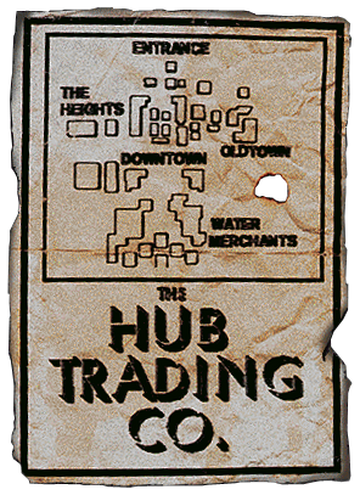 ENTRANCE
THE
HEIGHTS
OLDTOWN
DOWNTOWN
WATER
MERCHANTS
THE
HUB
TRADING
CO.